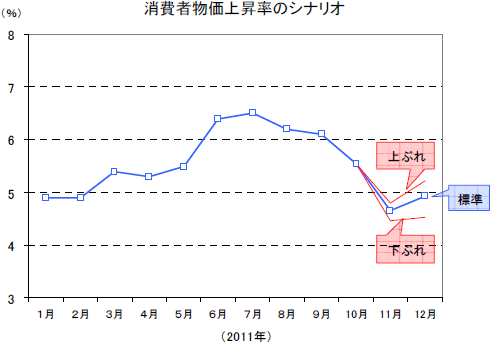 消費者物価上昇率のシナリオ
(%)
8
7
6
5
4
3
上ぶれ
標準
下ぶれ
1月 2月 3月 4月 5月 6月 7月 8月 9月 10月 11月 12月
(2011年)